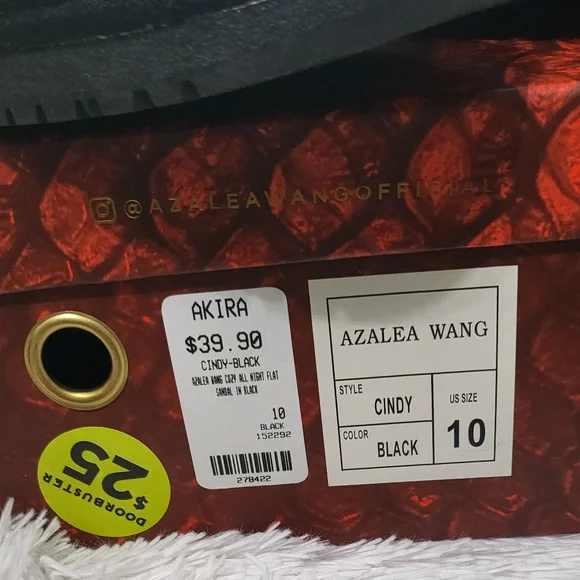 @AZALEAWANGOFFICIAL
AKIRA
$39.90
CINDY-BLACK
AZALEA WANG COZY ALL NIGHT FLAT
SANDAL IN BLACK
10
BLACK
152292
278422
AZALEA WANG
STYLE
CINDY
US SIZE
10
COLOR
BLACK
$25
DOORBUSTER